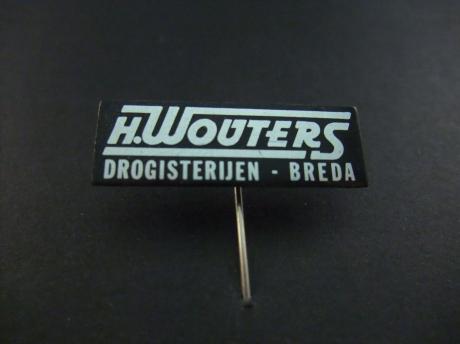 H.WOUTERS
DROGISTERIJEN - BREDA